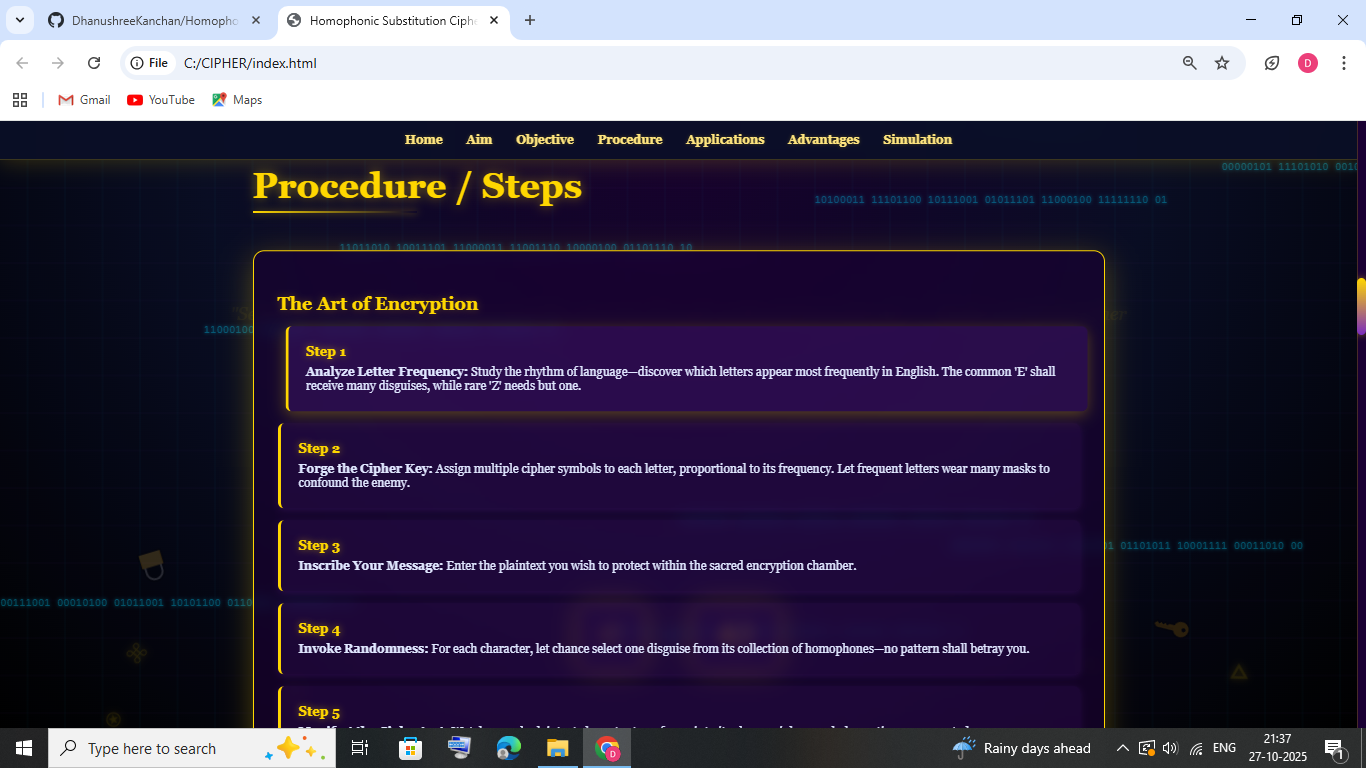 DhanushreeKanchan/Homopho
Homophonic Substitution Ciphe
File C:/CIPHER/index.html
Gmail YouTube Maps
Home Aim Objective Procedure Applications Advantages Simulation
00000101 11101010 0010
Procedure / Steps
10100011 11101100 10111001 01011101 11000100 11111110 01
11011010 10011101 11000011 11001110 10000100 01101110 10
The Art of Encryption
11000100
Step 1
Analyze Letter Frequency: Study the rhythm of language—discover which letters appear most frequently in English. The common 'E' shall
receive many disguises, while rare 'Z' needs but one.
Step 2
Forge the Cipher Key: Assign multiple cipher symbols to each letter, proportional to its frequency. Let frequent letters wear many masks to
confound the enemy.
Step 3
01 01101011 10001111 00011010 00
Inscribe Your Message: Enter the plaintext you wish to protect within the sacred encryption chamber.
00111001 00010100 01011001 10101100 0110
Step 4
Invoke Randomness: For each character, let chance select one disguise from its collection of homophones—no pattern shall betray you.
Step 5
Type here to search
Rainy days ahead
ENG
21:37
27-10-2025
1
D